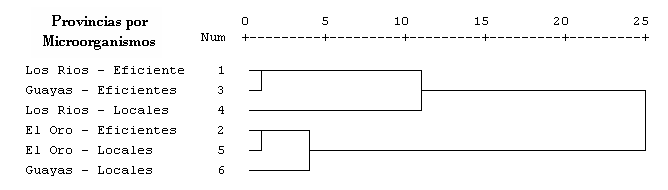 Provincias por
Microorganismos
Num
0 5 10 15 20 25
Los Rios - Eficiente 1
Guayas - Eficientes 3
Los Rios - Locales 4
El Oro - Eficientes 2
El Oro - Locales 5
Guayas - Locales 6